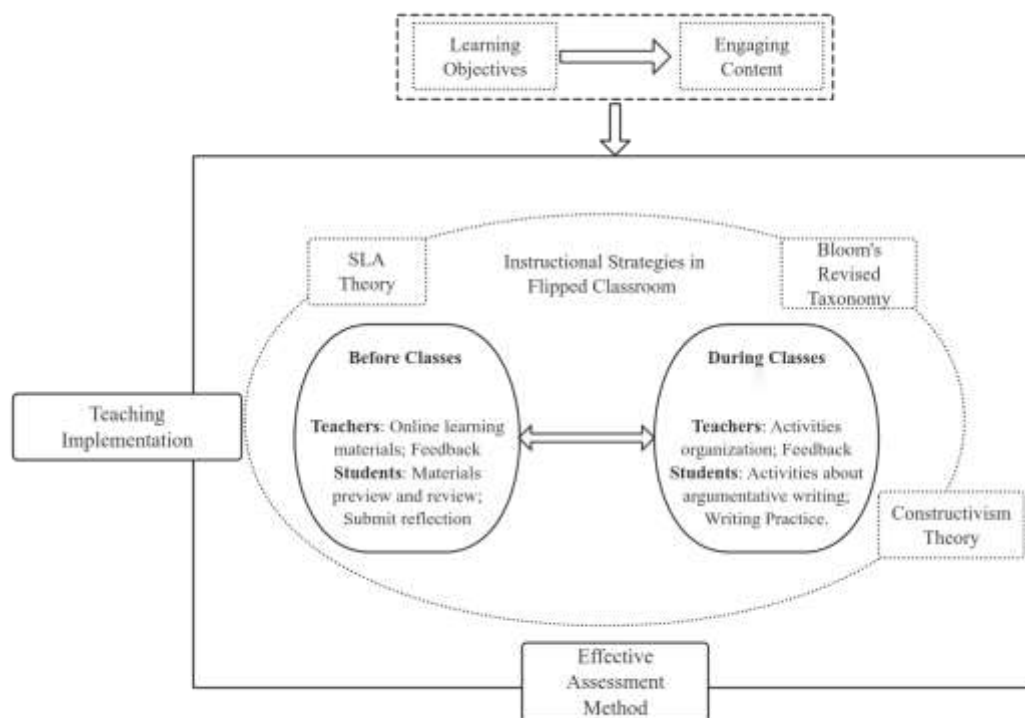 Learning
Objectives
Engaging
Content
SLA
Theory
Instructional Strategies in
Flipped Classroom
Bloom's
Revised
Taxonomy
Before Classes
Teachers: Online learning
materials; Feedback
Students: Materials
preview and review;
Submit reflection
During Classes
Teachers: Activities
organization; Feedback
Students: Activities about
argumentative writing;
Writing Practice.
Teaching
Implementation
Constructivism
Theory
Effective
Assessment
Method